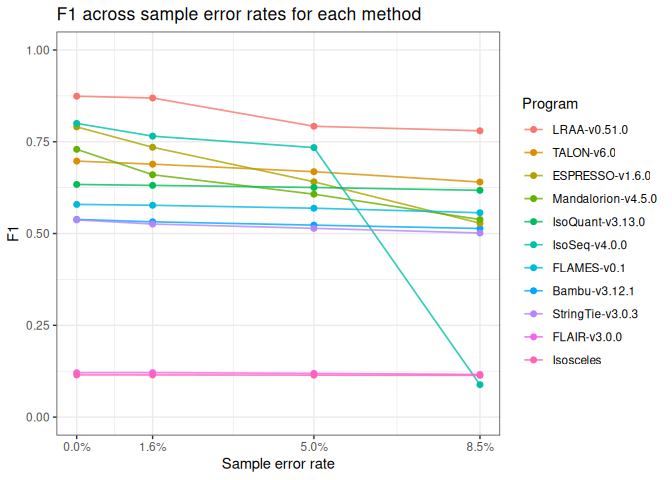 F1 across sample error rates for each method
1.00
0.75
0.50
0.25
0.00
F1
0.0%
1.6%
5.0%
8.5%
Sample error rate
Program
LRAA-v0.51.0
TALON-v6.0
ESPRESSO-v1.6.0
Mandalorion-v4.5.0
IsoQuant-v3.13.0
IsoSeq-v4.0.0
FLAMES-v0.1
Bambu-v3.12.1
StringTie-v3.0.3
FLAIR-v3.0.0
Isosceles